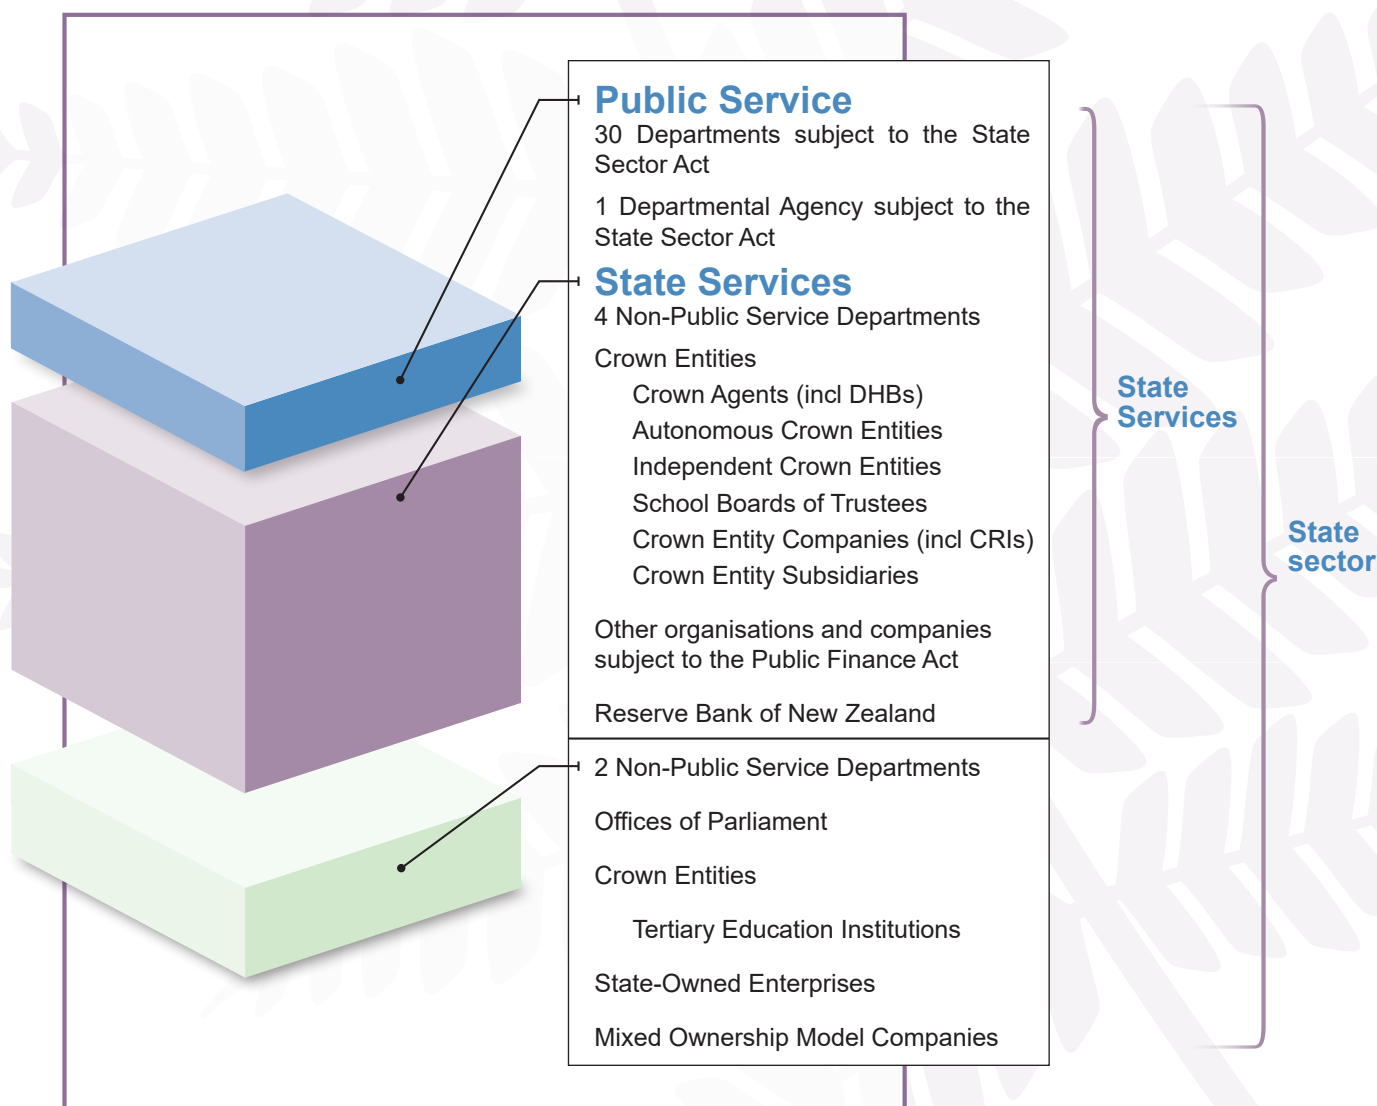 Public Service
30 Departments subject to the State
Sector Act
1 Departmental Agency subject to the
State Sector Act
State Services
4 Non-Public Service Departments
Crown Entities
Crown Agents (incl DHBs)
Autonomous Crown Entities
Independent Crown Entities
School Boards of Trustees
Crown Entity Companies (incl CRIs)
Crown Entity Subsidiaries
Other organisations and companies
subject to the Public Finance Act
Reserve Bank of New Zealand
2 Non-Public Service Departments
Offices of Parliament
Crown Entities
Tertiary Education Institutions
State-Owned Enterprises
Mixed Ownership Model Companies
State
Services
State
sector